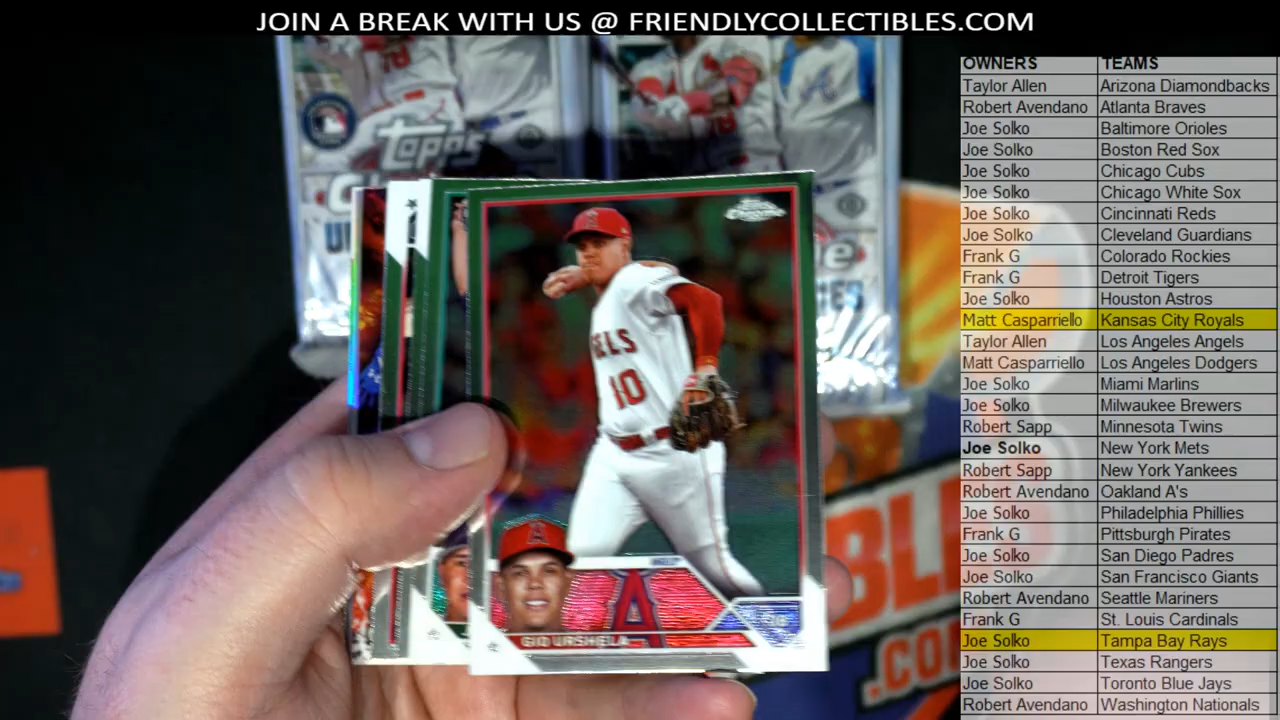 JOIN A BREAK WITH US @ FRIENDLYCOLLECTIBLES.COM
OWNERS TEAMS
Taylor Allen Arizona Diamondbacks
Robert Avendano Atlanta Braves
Joe Solko Baltimore Orioles
Joe Solko Boston Red Sox
Joe Solko Chicago Cubs
Joe Solko Chicago White Sox
Joe Solko Cincinnati Reds
Joe Solko Cleveland Guardians
Frank G Colorado Rockies
Frank G Detroit Tigers
Joe Solko Houston Astros
Matt Casparriello Kansas City Royals
Taylor Allen Los Angeles Angels
Matt Casparriello Los Angeles Dodgers
Joe Solko Miami Marlins
Joe Solko Milwaukee Brewers
Robert Sapp Minnesota Twins
Joe Solko New York Mets
Robert Sapp New York Yankees
Robert Avendano Oakland A's
Joe Solko Philadelphia Phillies
Frank G Pittsburgh Pirates
Joe Solko San Diego Padres
Joe Solko San Francisco Giants
Robert Avendano Seattle Mariners
Frank G St. Louis Cardinals
Joe Solko Tampa Bay Rays
Joe Solko Texas Rangers
Joe Solko Toronto Blue Jays
Robert Avendano Washington Nationals
Topps
GELS
10
A
GIO URSHELA
BLES
.CO